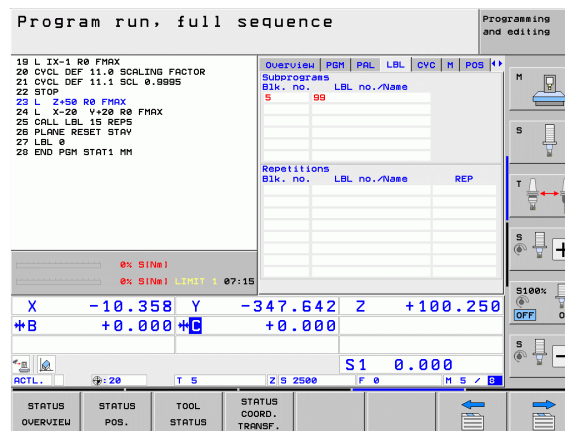 Program run, full sequence
Programming
and editing
19 L IX-1 R0 FMAX
20 CYCL DEF 11.0 SCALING FACTOR
21 CYCL DEF 11.1 SCL 0.9995
22 STOP
23 L Z+50 R0 FMAX
24 L X-20 Y+20 R0 FMAX
25 CALL LBL 15 REP5
26 PLANE RESET STAY
27 LBL 0
28 END PGM STAT1 MM
Overview PGM PAL LBL CYC M POS
Subprograms
Blk. no. LBL no./Name
5 99
Repetitions
Blk. no. LBL no./Name REP
0% S[Nm]
0% S[Nm] LIMIT 1 07:15
X -10.358 Y -347.642 Z +100.250
B +0.000 C +0.000
S1 0.000
ACTL. : 20 T 5 Z S 2500 F 0 M 5 / 8
M
S
T
S
S100%
OFF
S
STATUS
OVERVIEW
STATUS
POS.
TOOL
STATUS
STATUS
COORD.
TRANSF.